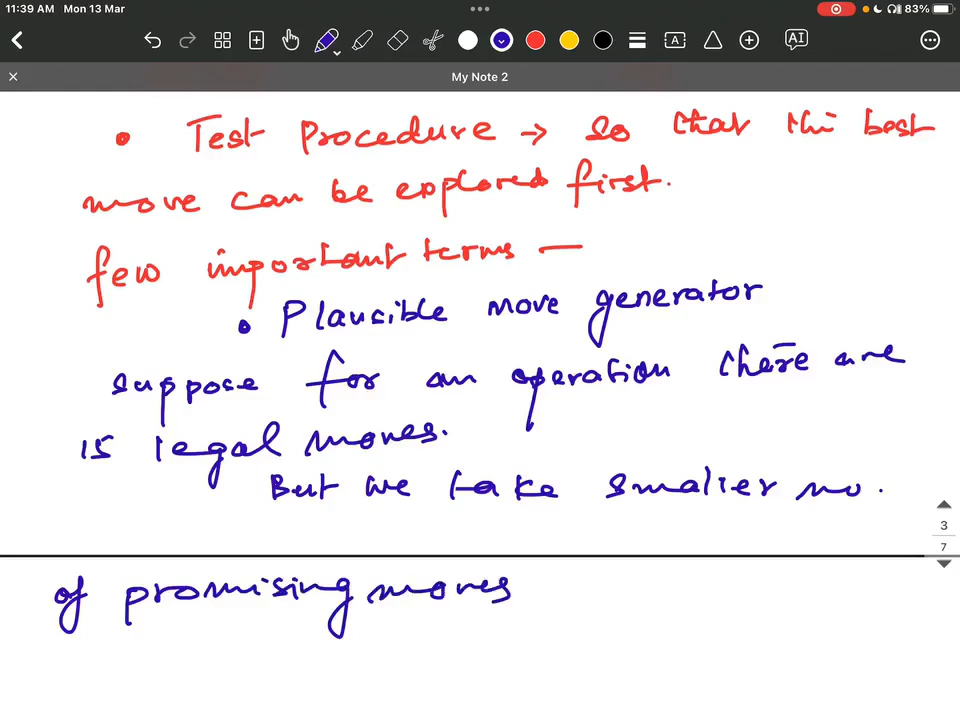 11:39 AM Mon 13 Mar
83%
AI
My Note 2
• Test Procedure → so that the best
move can be explored first.
few important terms —
• Plausible move generator
suppose for an operation there are
15 legal moves.
But we take smaller no.
3
7
of promising moves